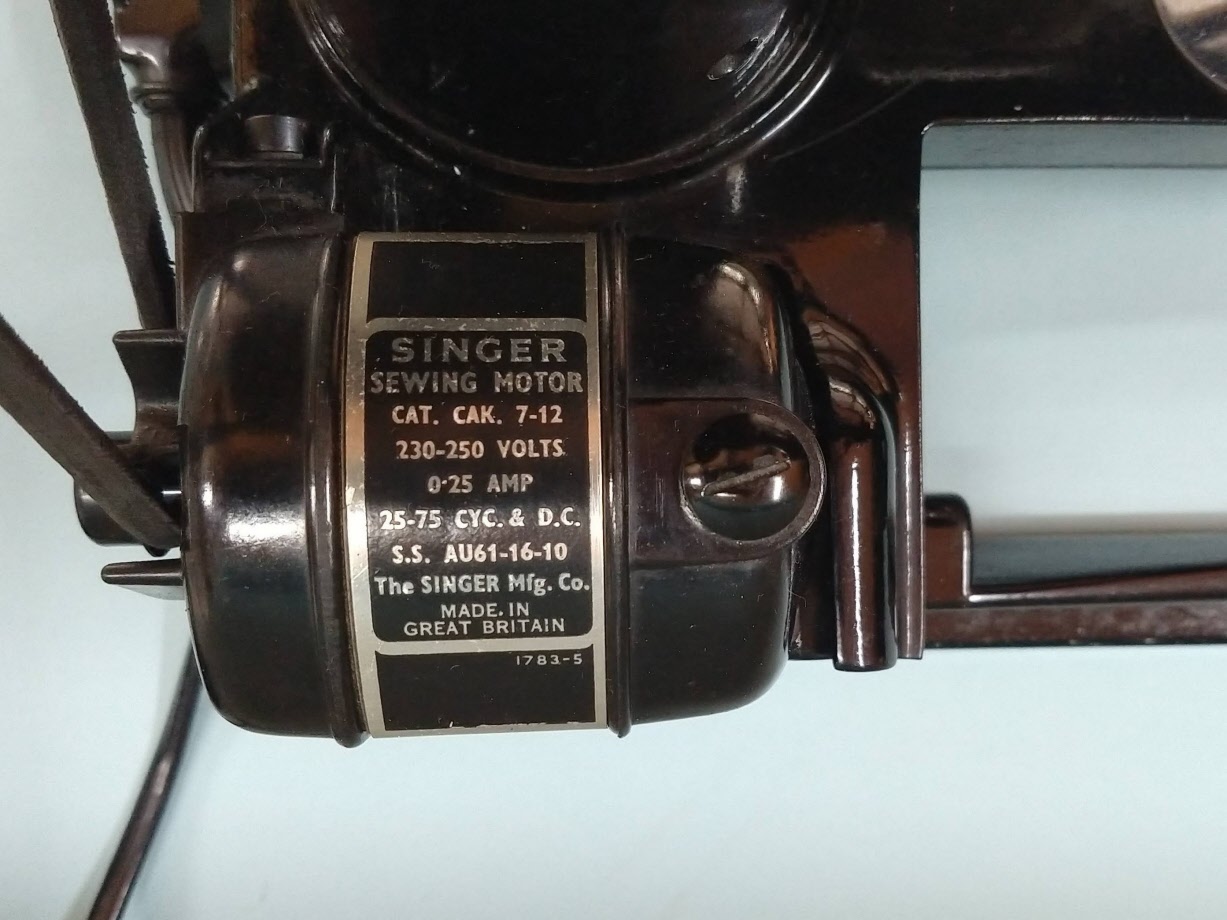 SINGER
SEWING MOTOR
CAT. CAK. 7-12
230-250 VOLTS
0·25 AMP
25-75 CYC. & D.C.
S.S. AU61-16-10
The SINGER Mfg. Co.
MADE. IN
GREAT BRITAIN
1783-5